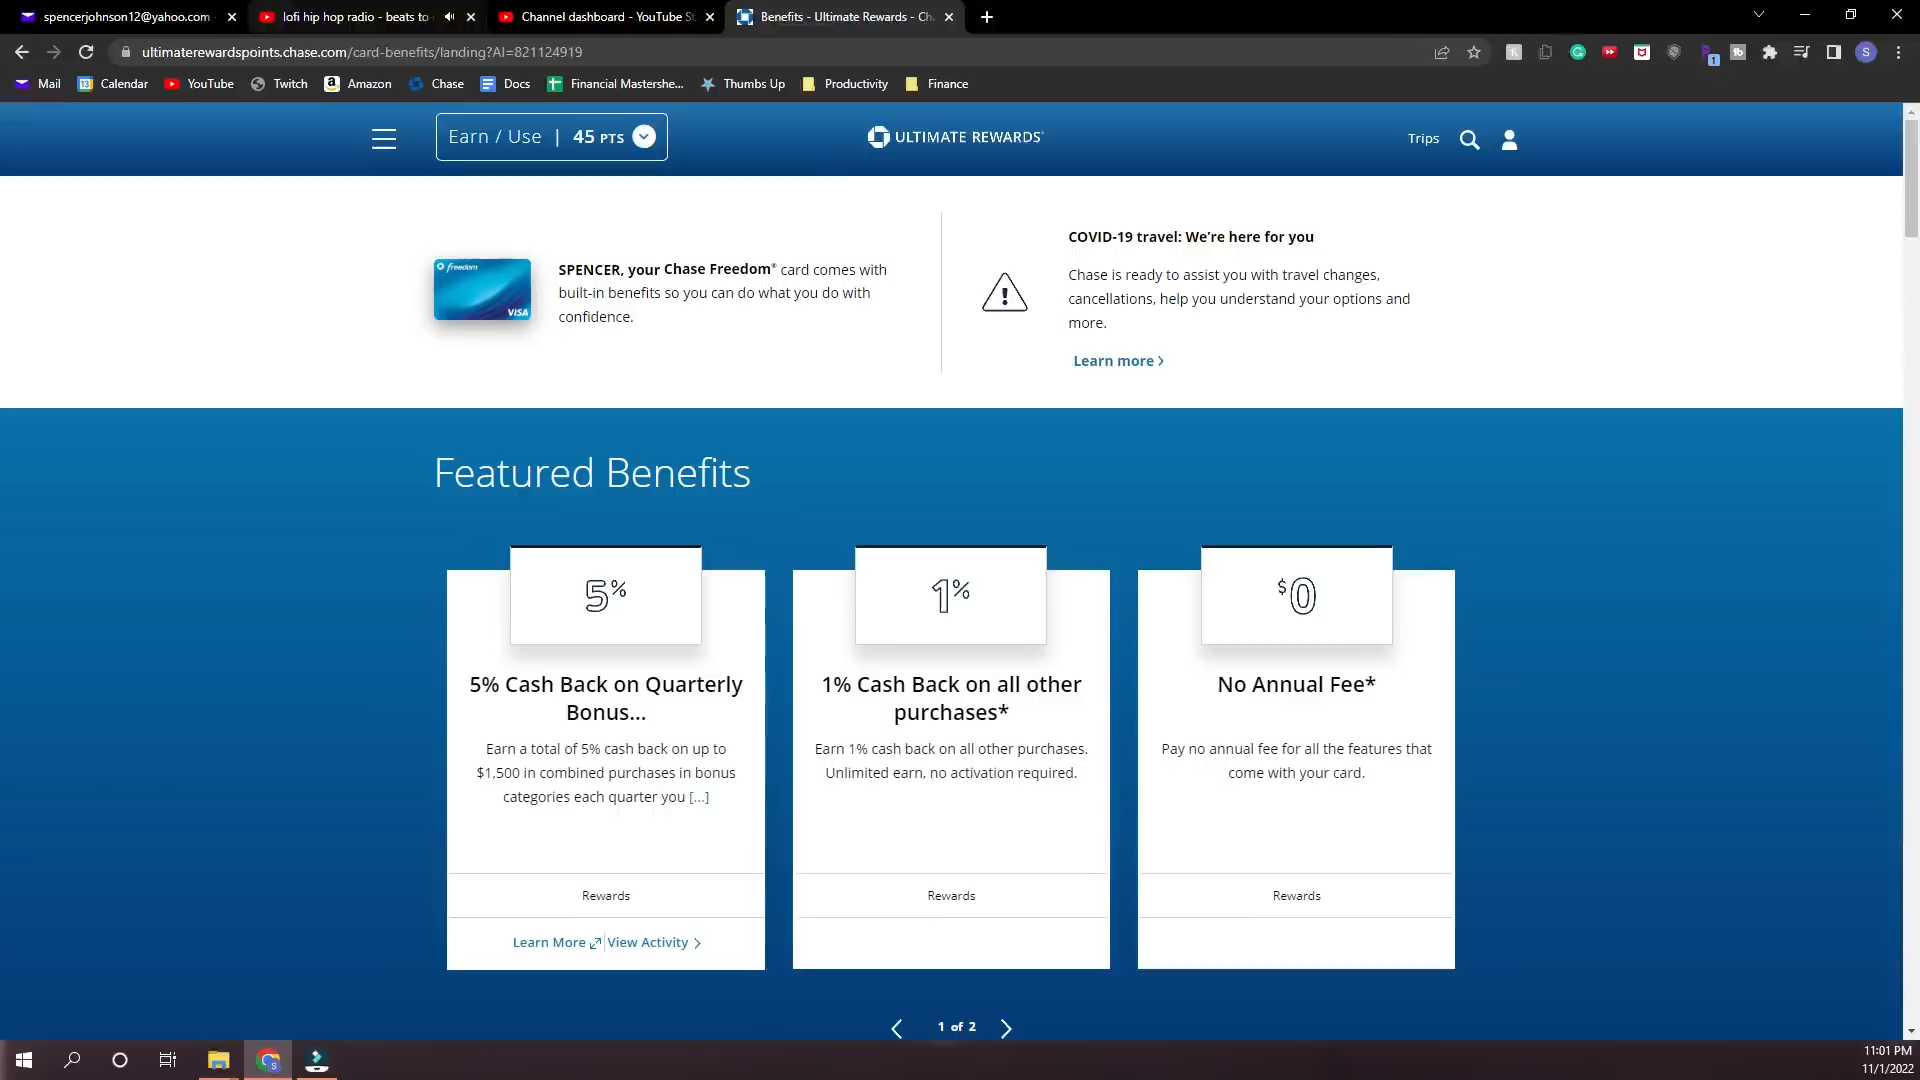 spencerjohnson12@yahoo.com
lofi hip hop radio - beats to
Channel dashboard - YouTube St
Benefits - Ultimate Rewards - Ch
ultimaterewardspoints.chase.com/card-benefits/landing?AI=821124919
Mail
Calendar
YouTube
Twitch
Amazon
Chase
Docs
Financial Mastershe...
Thumbs Up
Productivity
Finance
Earn / Use | 45 PTS
ULTIMATE REWARDS®
Trips
freedom
VISA
SPENCER, your Chase Freedom® card comes with
built-in benefits so you can do what you do with
confidence.
COVID-19 travel: We're here for you
Chase is ready to assist you with travel changes,
cancellations, help you understand your options and
more.
Learn more
Featured Benefits
5%
5% Cash Back on Quarterly
Bonus...
Earn a total of 5% cash back on up to
$1,500 in combined purchases in bonus
categories each quarter you [...]
Rewards
Learn More | View Activity
1%
1% Cash Back on all other
purchases*
Earn 1% cash back on all other purchases.
Unlimited earn, no activation required.
Rewards
$0
No Annual Fee*
Pay no annual fee for all the features that
come with your card.
Rewards
1 of 2
11:01 PM
11/1/2022